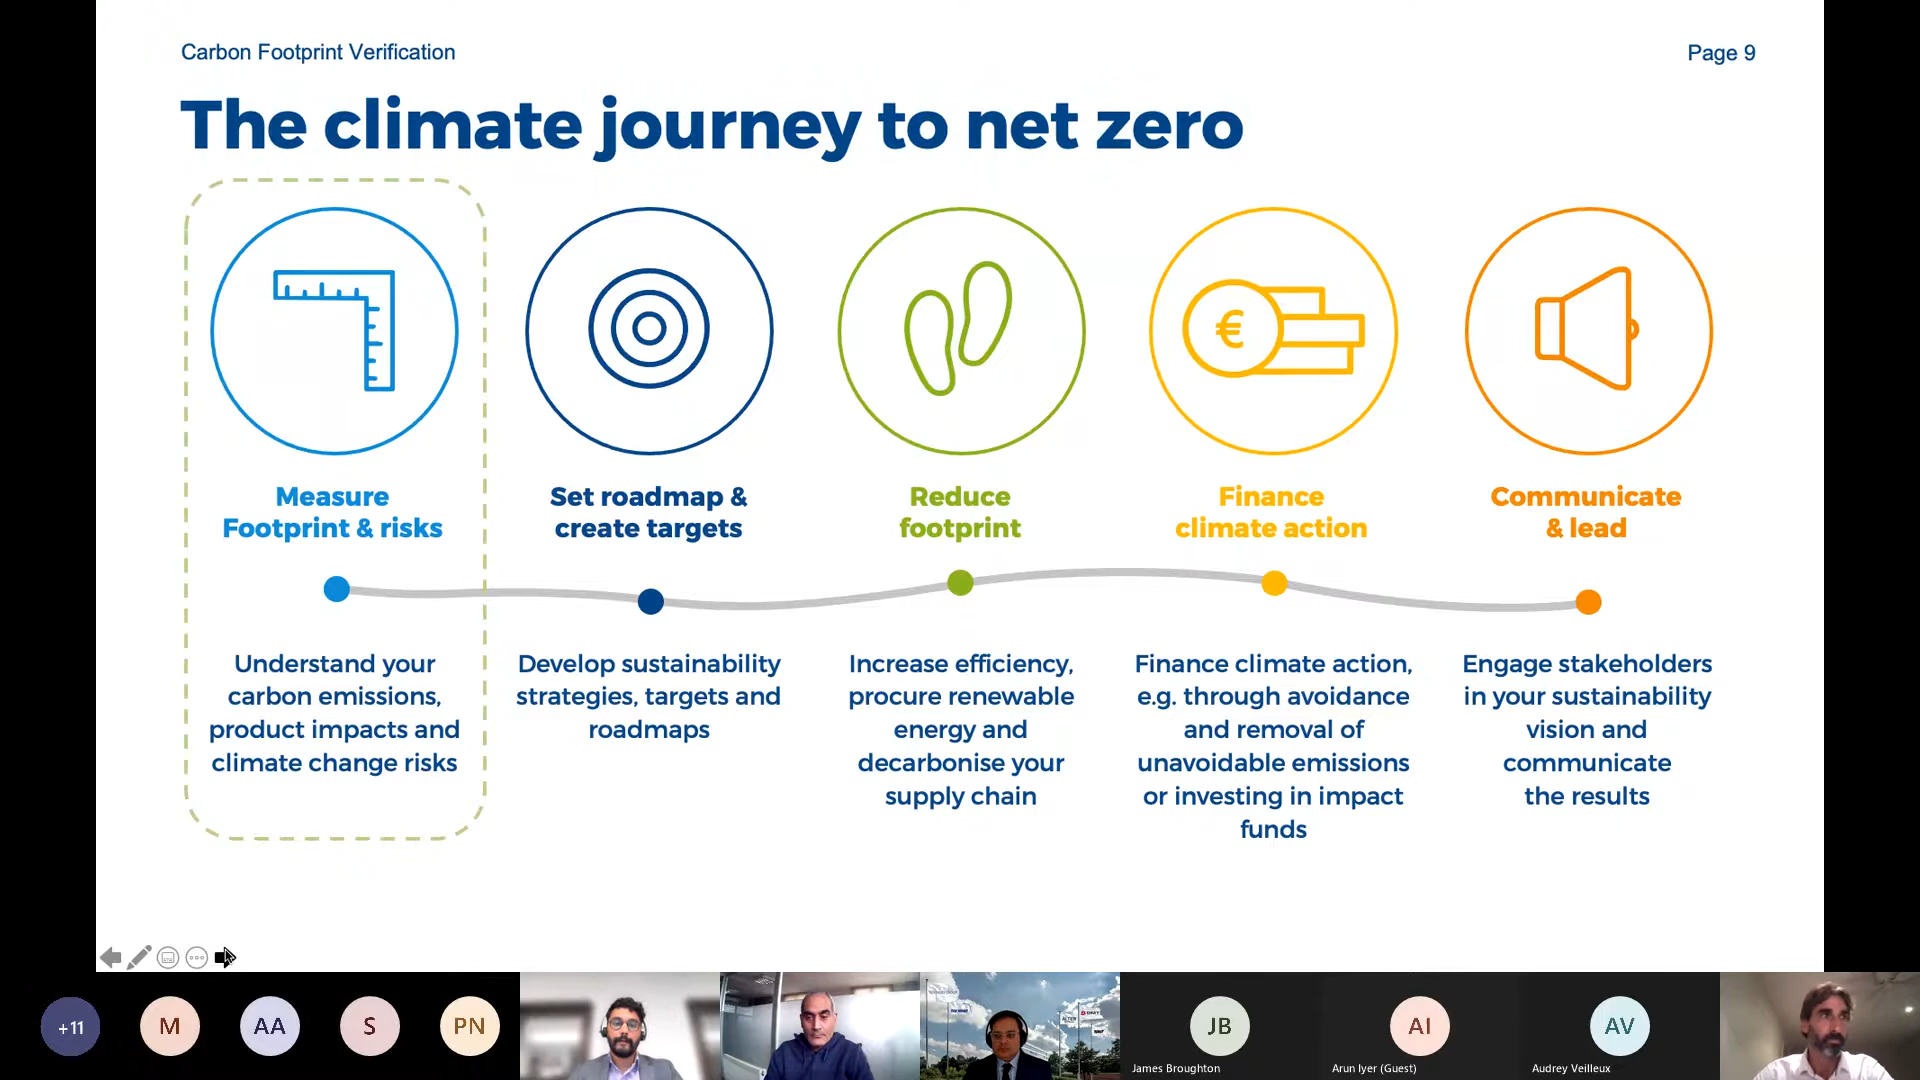 Carbon Footprint Verification
Page 9
The climate journey to net zero
€
Measure
Footprint & risks
Set roadmap &
create targets
Reduce
footprint
Finance
climate action
Communicate
& lead
Understand your
carbon emissions,
product impacts and
climate change risks
Develop sustainability
strategies, targets and
roadmaps
Increase efficiency,
procure renewable
energy and
decarbonise your
supply chain
Finance climate action,
e.g. through avoidance
and removal of
unavoidable emissions
or investing in impact
funds
Engage stakeholders
in your sustainability
vision and
communicate
the results
+11
M
AA
S
PN
JB
James Broughton
AI
Arun Iyer (Guest)
AV
Audrey Veilleux